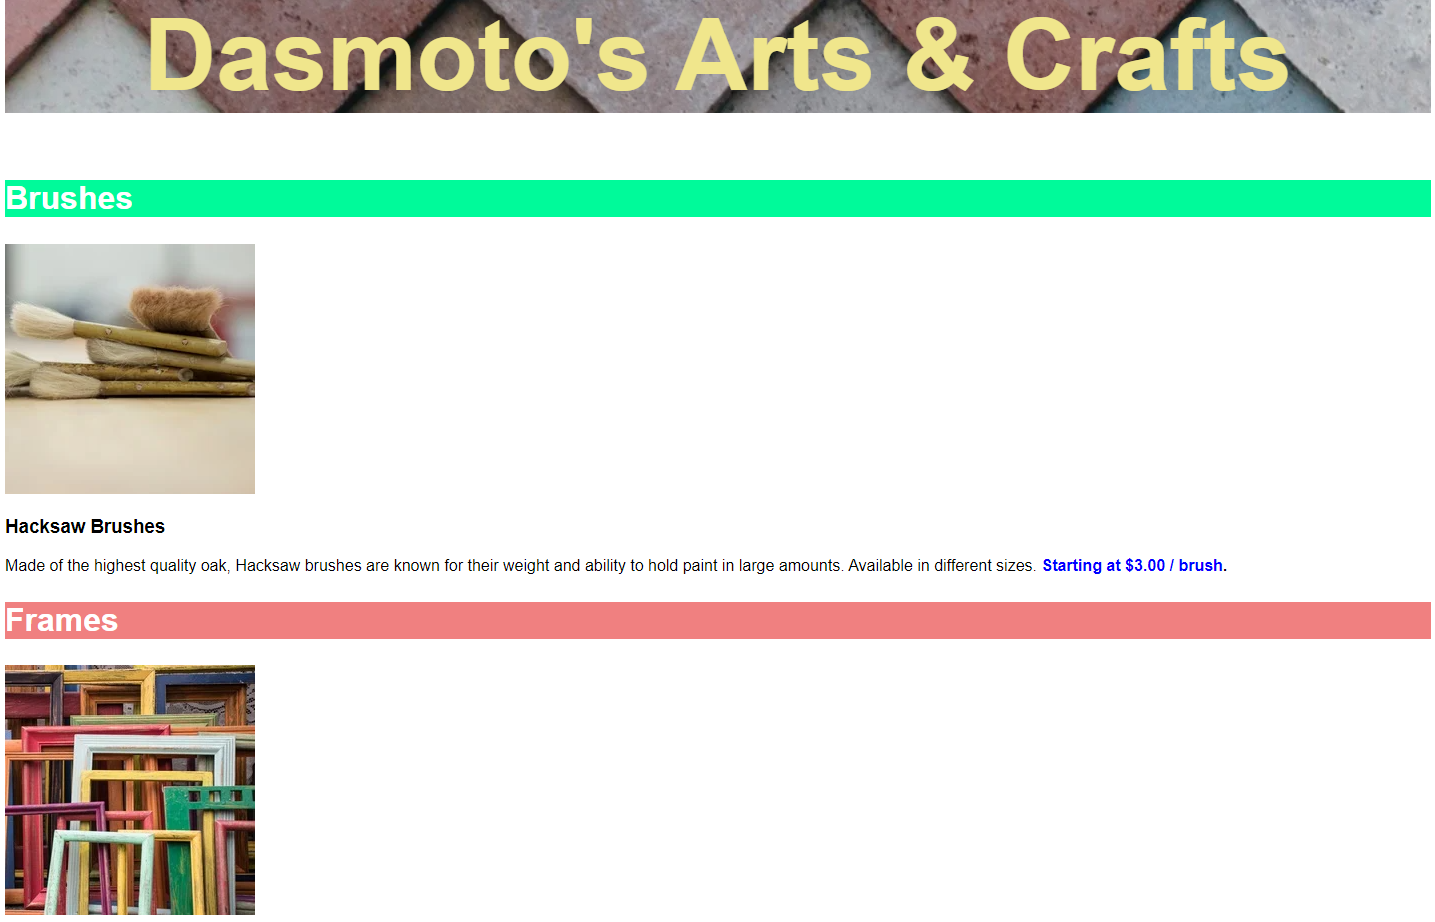 Dasmoto's Arts & Crafts
Brushes
Hacksaw Brushes
Made of the highest quality oak, Hacksaw brushes are known for their weight and ability to hold paint in large amounts. Available in different sizes. Starting at $3.00 / brush.
Frames